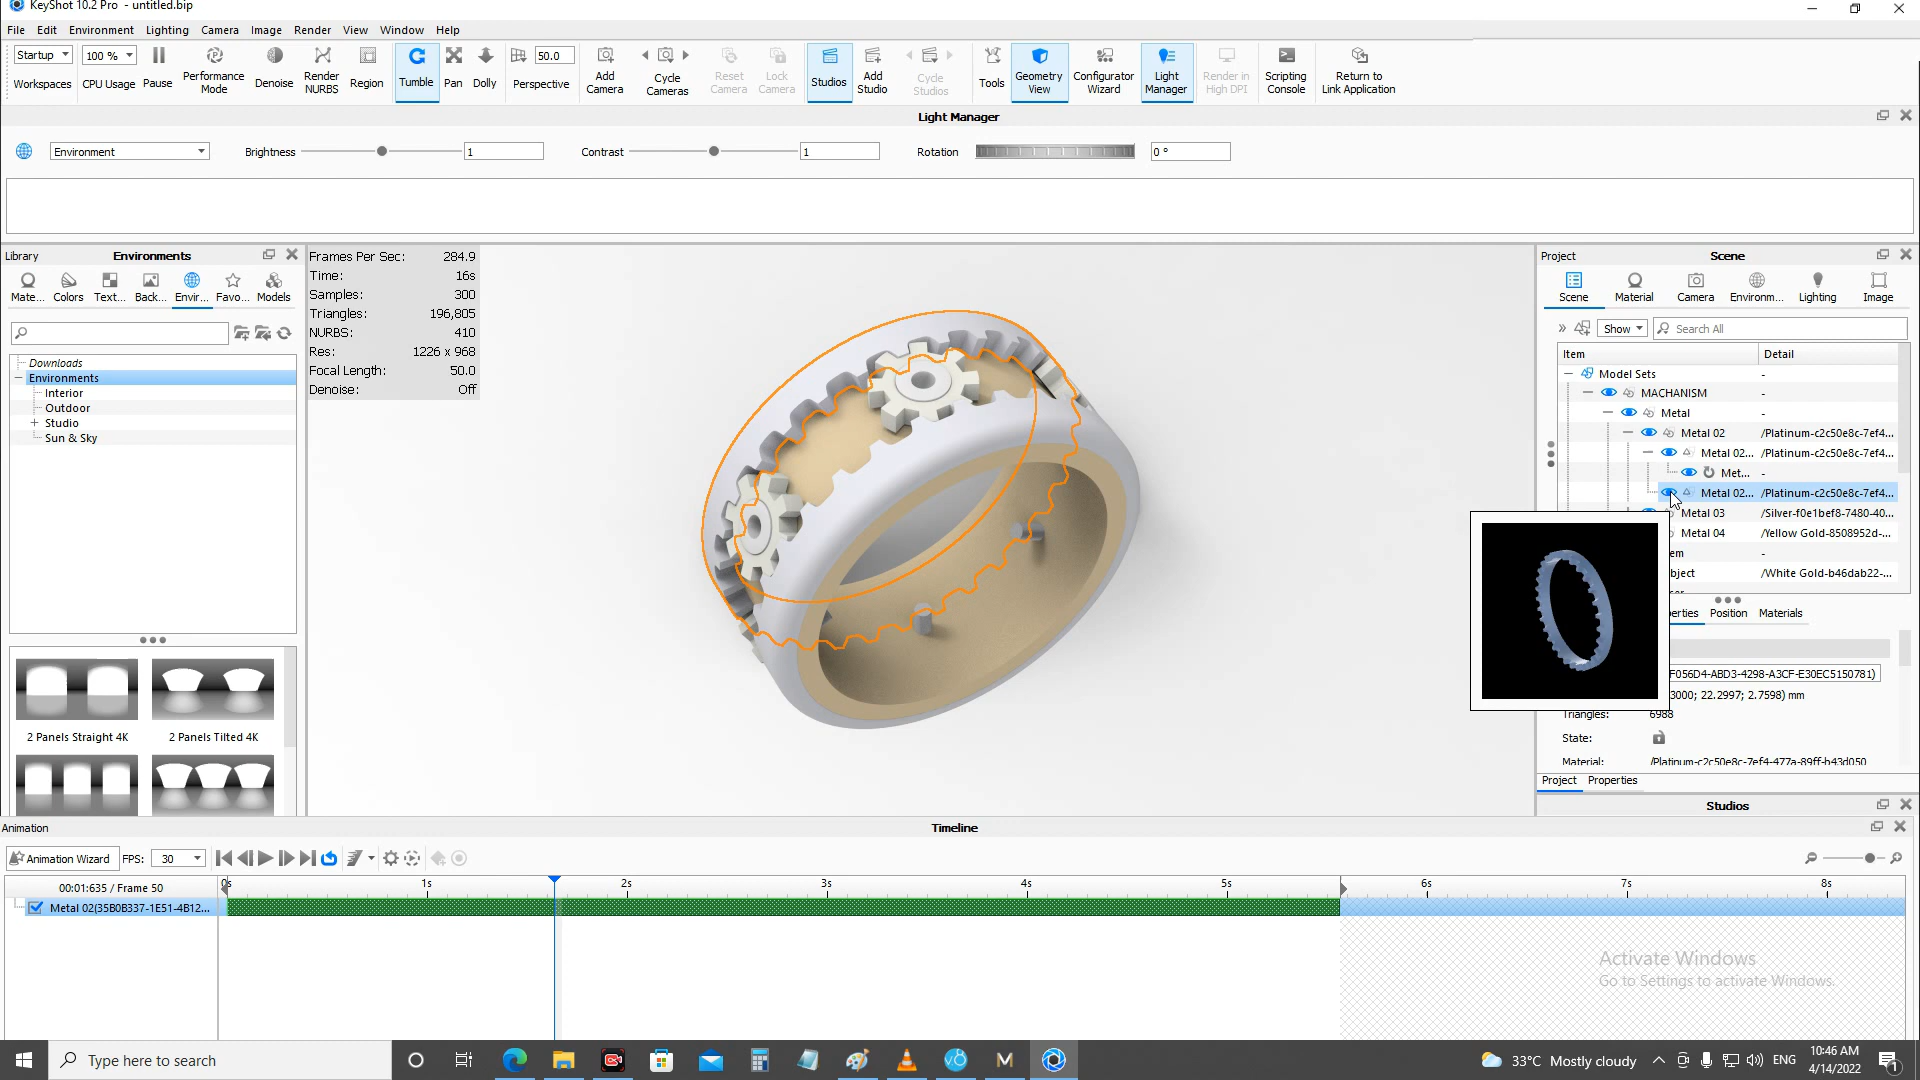 KeyShot 10.2 Pro - untitled.bip
File Edit Environment Lighting Camera Image Render View Window Help
Startup 100 % 50.0
Workspaces CPU Usage Pause Performance Mode Denoise Render NURBS Region Tumble Pan Dolly Perspective Add Camera Cycle Cameras Reset Camera Lock Camera Studios Add Studio Cycle Studios Tools Geometry View Configurator Wizard Light Manager Render in High DPI Scripting Console Return to Link Application
Light Manager
Environment Brightness 1 Contrast 1 Rotation 0 °
Library Environments
Mate... Colors Text... Back... Envir... Favo... Models
Downloads
Environments
Interior
Outdoor
Studio
Sun & Sky
2 Panels Straight 4K 2 Panels Tilted 4K
Frames Per Sec: 284.9
Time: 16s
Samples: 300
Triangles: 196,805
NURBS: 410
Res: 1226 x 968
Focal Length: 50.0
Denoise: Off
Project Scene
Scene Material Camera Environm... Lighting Image
Show Search All
Item Detail
Model Sets -
MACHANISM -
Metal -
Metal 02 /Platinum-c2c50e8c-7ef4...
Metal 02... /Platinum-c2c50e8c-7ef4...
Met... -
Metal 02... /Platinum-c2c50e8c-7ef4...
Metal 03 /Silver-f0e1bef8-7480-40...
Metal 04 /Yellow Gold-8508952d-...
em -
bject /White Gold-b46dab22-...
erties Position Materials
F056D4-ABD3-4298-A3CF-E30EC5150781)
3000; 22.2997; 2.7598) mm
Triangles: 6988
State:
Material: /Platinum-c2c50e8c-7ef4-477a-89ff-b43d050
Project Properties
Studios
Animation Timeline
Animation Wizard FPS: 30
00:01:635 / Frame 50 0s 1s 2s 3s 4s 5s 6s 7s 8s
Metal 02(35B0B337-1E51-4B12...
Activate Windows
Go to Settings to activate Windows.
Type here to search
33°C Mostly cloudy ENG 10:46 AM
4/14/2022
1